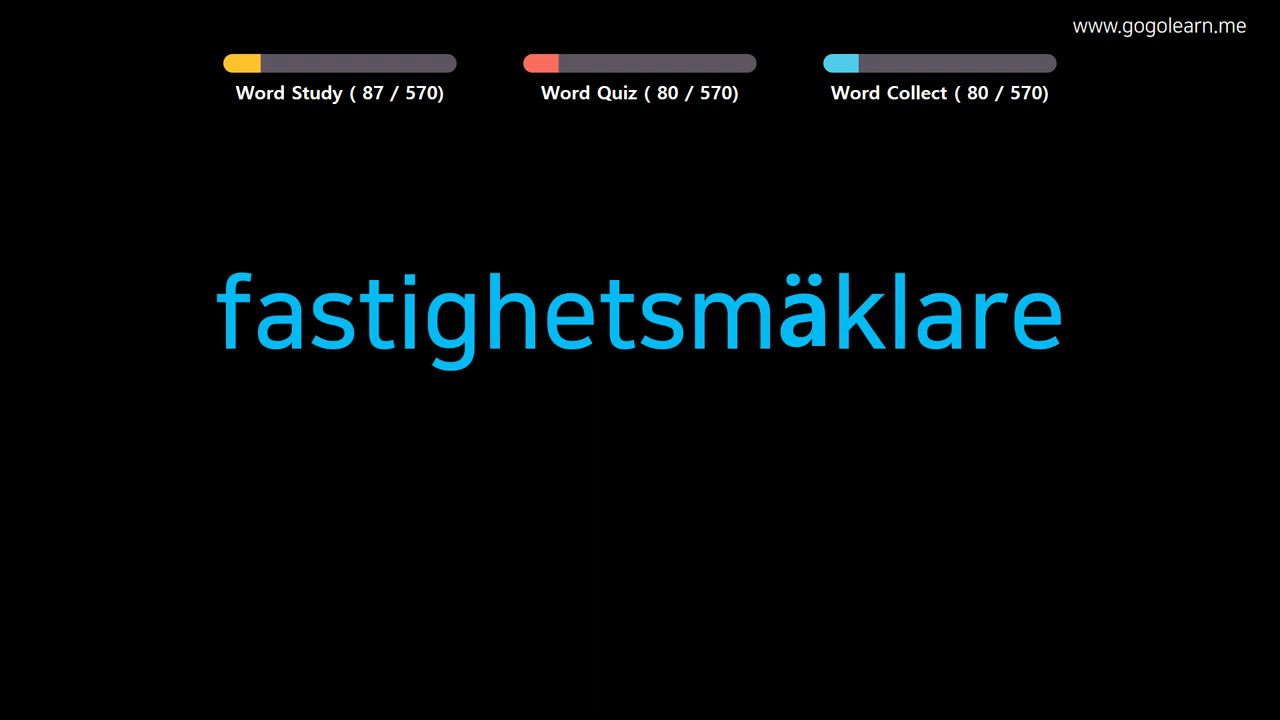 www.gogolearn.me
Word Study ( 87 / 570)
Word Quiz ( 80 / 570)
Word Collect ( 80 / 570)
fastighetsmäklare